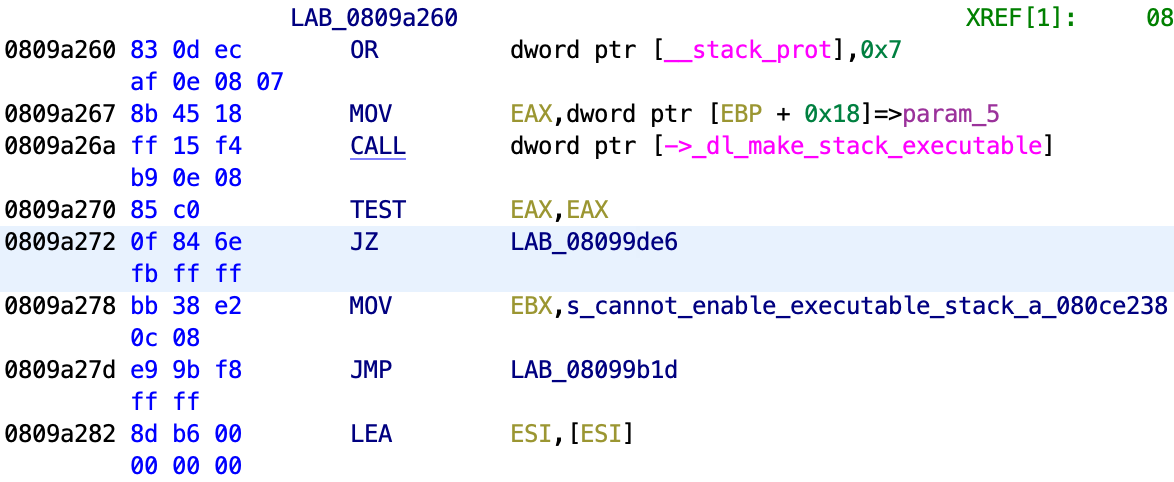 LAB_0809a260 XREF[1]: 08
0809a260 83 0d ec OR dword ptr [__stack_prot],0x7
af 0e 08 07
0809a267 8b 45 18 MOV EAX,dword ptr [EBP + 0x18]=>param_5
0809a26a ff 15 f4 CALL dword ptr [->_dl_make_stack_executable]
b9 0e 08
0809a270 85 c0 TEST EAX,EAX
0809a272 0f 84 6e JZ LAB_08099de6
fb ff ff
0809a278 bb 38 e2 MOV EBX,s_cannot_enable_executable_stack_a_080ce238
0c 08
0809a27d e9 9b f8 JMP LAB_08099b1d
ff ff
0809a282 8d b6 00 LEA ESI,[ESI]
00 00 00